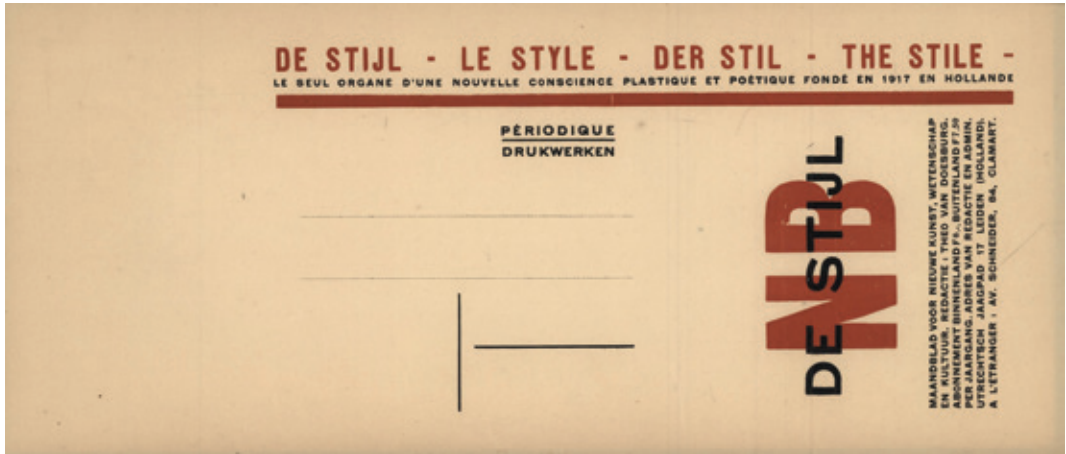 DE STIJL - LE STYLE - DER STIL - THE STILE -
LE SEUL ORGANE D'UNE NOUVELLE CONSCIENCE PLASTIQUE ET POÉTIQUE FONDÉ EN 1917 EN HOLLANDE
PÉRIODIQUE
DRUKWERKEN
NB
DE STIJL
MAANDBLAD VOOR NIEUWE KUNST, WETENSCHAP
EN KULTUUR. REDACTIE : THEO VAN DOESBURG.
ABONNEMENT BINNENLAND F6.-, BUITENLAND F7.50
PER JAARGANG. ADRES VAN REDACTIE EN ADMIN.
UTRECHTSCH JAAGPAD 17 LEIDEN (HOLLAND).
A L'ETRANGER : AV. SCHNEIDER, 64, CLAMART.